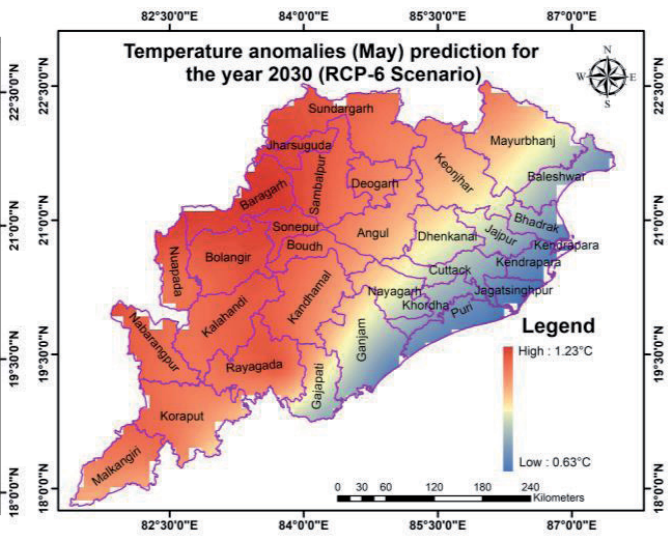 82°30'0"E 84°0'0"E 85°30'0"E 87°0'0"E
Temperature anomalies (May) prediction for
the year 2030 (RCP-6 Scenario)
N
W E
S
22°30'0"N 22°30'0"N
Sundargarh
Mayurbhanj
Jharsuguda
Keonjhar
Baleshwar
Sambalpur
Deogarh
Baragarh
Bhadrak
21°0'0"N 21°0'0"N
Sonepur
Angul
Dhenkanal
Jajpur
Kendrapara
Boudh
Bolangir
Nuapada
Kendrapara
Cuttack
Kandhamal
Nayagarh
Jagatsinghpur
Khordha
Puri
Kalahandi
Nabarangpur
Ganjam
Legend
High : 1.23°C
19°30'0"N 19°30'0"N
Rayagada
Gajapati
Koraput
Low : 0.63°C
Malkangiri
0 30 60 120 180 240
Kilometers
18°0'0"N 18°0'0"N
82°30'0"E 84°0'0"E 85°30'0"E 87°0'0"E